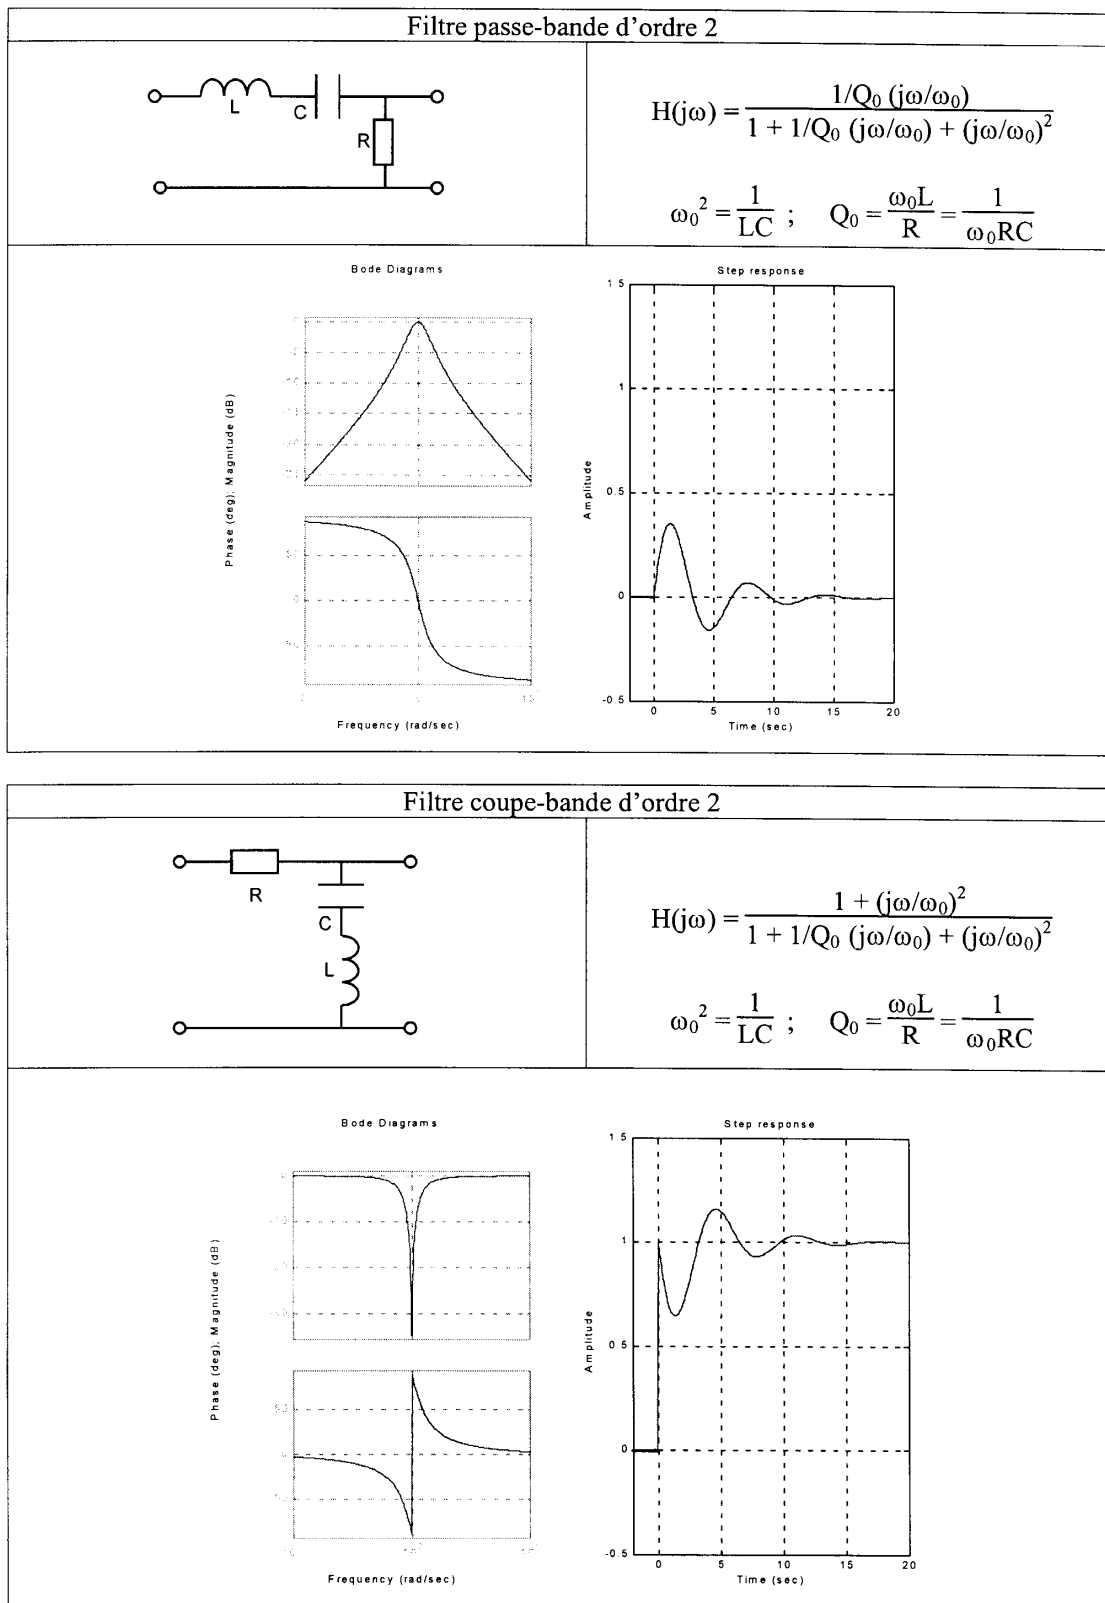 Filtre passe-bande d'ordre 2
L
C
R
H(jω) = 1/Q₀ (jω/ω₀) / 1 + 1/Q₀ (jω/ω₀) + (jω/ω₀)²
ω₀² = 1/LC ; Q₀ = ω₀L/R = 1/ω₀RC
Bode Diagrams
Phase (deg); Magnitude (dB)
Frequency (rad/sec)
Step response
1.5
1
0.5
0
-0.5
Amplitude
0 5 10 15 20
Time (sec)
Filtre coupe-bande d'ordre 2
R
C
L
H(jω) = 1 + (jω/ω₀)² / 1 + 1/Q₀ (jω/ω₀) + (jω/ω₀)²
ω₀² = 1/LC ; Q₀ = ω₀L/R = 1/ω₀RC
Bode Diagrams
Phase (deg); Magnitude (dB)
Frequency (rad/sec)
Step response
1.5
1
0.5
0
-0.5
Amplitude
0 5 10 15 20
Time (sec)